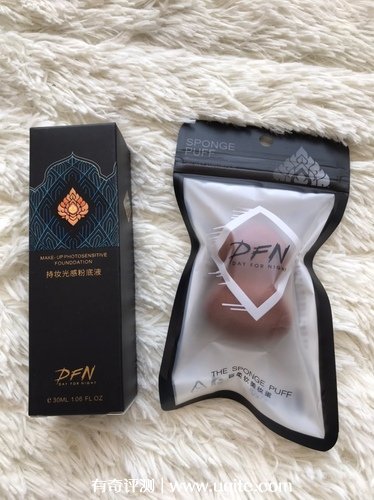 MAKE-UP PHOTOSENSITIVE
FOUNDATION
持妆光感粉底液
DFN
DAY FOR NIGHT
℮30ML 1.06 FL.OZ
SPONGE
PUFF
DFN
DAY FOR NIGHT
THE SPONGE PUFF
有奇评测 | www.uqite.com